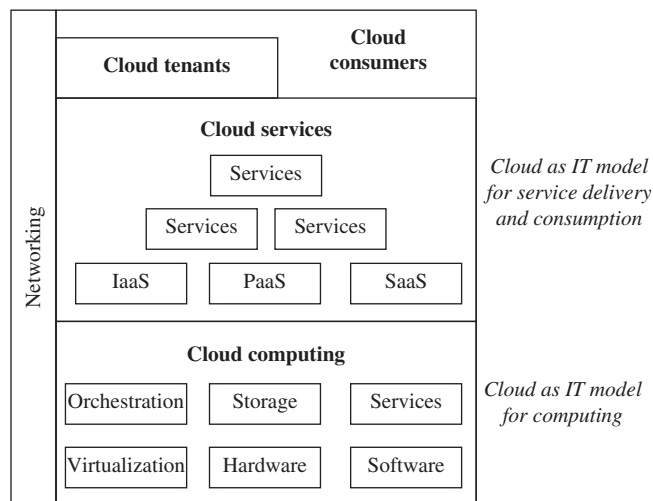 Cloud
consumers
Cloud tenants
Cloud services
Services
Services Services
IaaS PaaS SaaS
Cloud computing
Orchestration Storage Services
Virtualization Hardware Software
Networking
Cloud as IT model
for service delivery
and consumption
Cloud as IT model
for computing